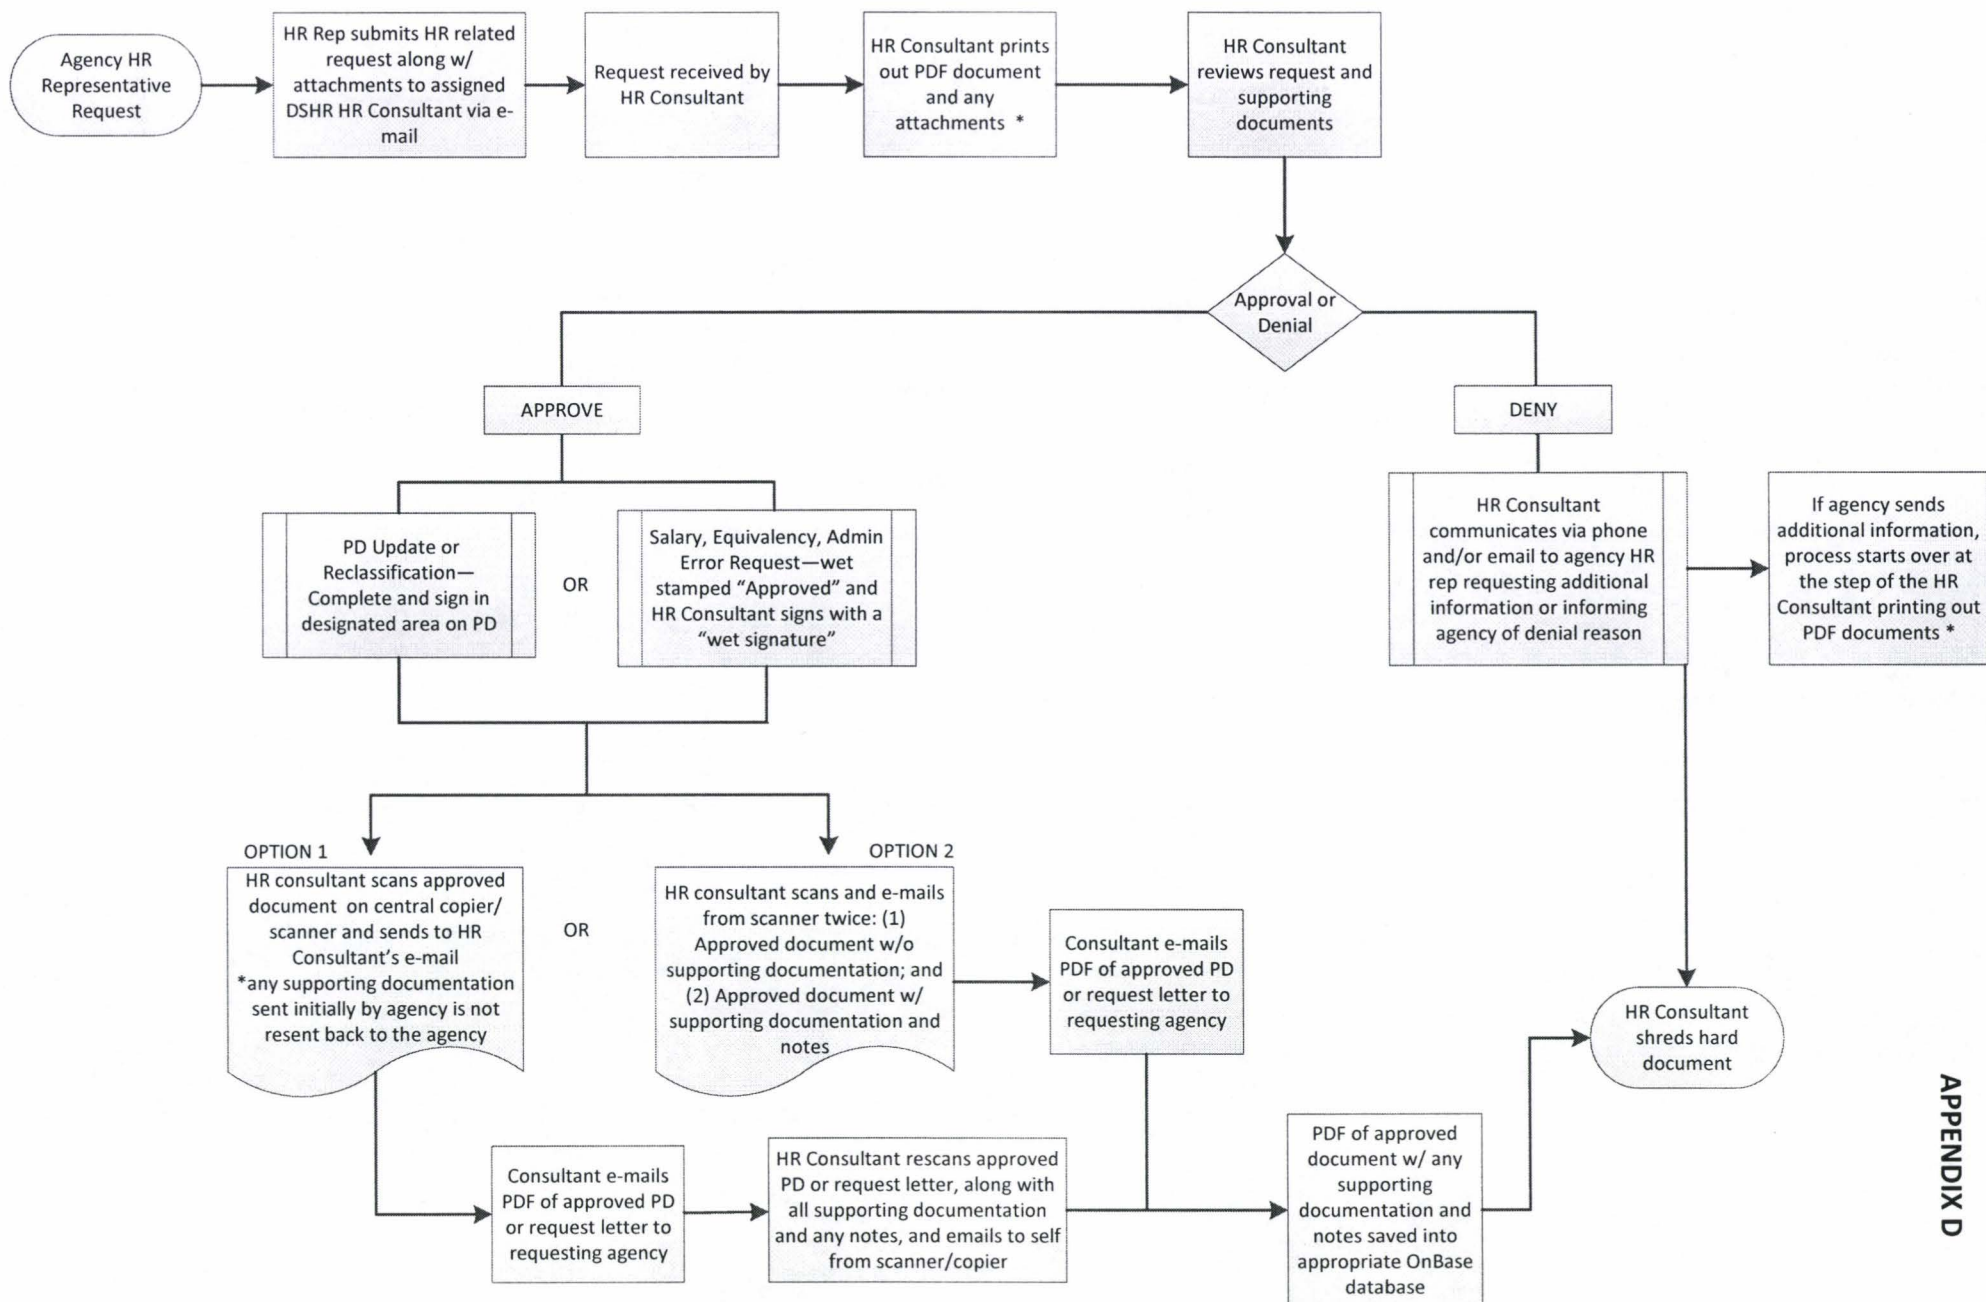 Agency HR
Representative
Request
HR Rep submits HR related
request along w/
attachments to assigned
DSHR HR Consultant via e-
mail
Request received by
HR Consultant
HR Consultant prints
out PDF document
and any
attachments *
HR Consultant
reviews request and
supporting
documents
Approval or
Denial
APPROVE
DENY
PD Update or
Reclassification—
Complete and sign in
designated area on PD
OR
Salary, Equivalency, Admin
Error Request—wet
stamped “Approved” and
HR Consultant signs with a
“wet signature”
HR Consultant
communicates via phone
and/or email to agency HR
rep requesting additional
information or informing
agency of denial reason
If agency sends
additional information,
process starts over at
the step of the HR
Consultant printing out
PDF documents *
OPTION 1
HR consultant scans approved
document on central copier/
scanner and sends to HR
Consultant’s e-mail
*any supporting documentation
sent initially by agency is not
resent back to the agency
OR
OPTION 2
HR consultant scans and e-mails
from scanner twice: (1)
Approved document w/o
supporting documentation; and
(2) Approved document w/
supporting documentation and
notes
Consultant e-mails
PDF of approved PD
or request letter to
requesting agency
HR Consultant
shreds hard
document
Consultant e-mails
PDF of approved PD
or request letter to
requesting agency
HR Consultant rescans approved
PD or request letter, along with
all supporting documentation
and any notes, and emails to self
from scanner/copier
PDF of approved
document w/ any
supporting
documentation and
notes saved into
appropriate OnBase
database
APPENDIX D